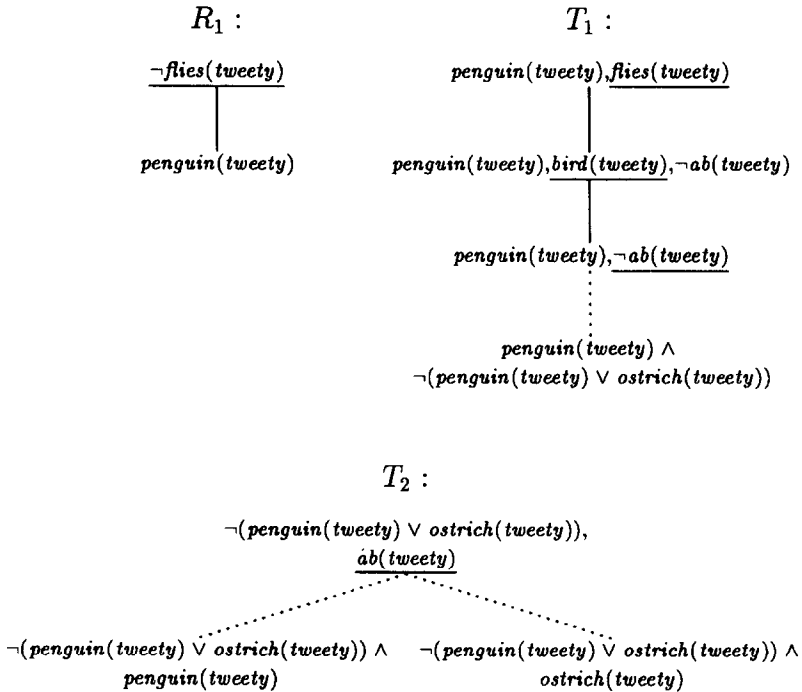 R₁ :
T₁ :
¬flies(tweety)
penguin(tweety),flies(tweety)
penguin(tweety)
penguin(tweety),bird(tweety),¬ab(tweety)
penguin(tweety),¬ab(tweety)
penguin(tweety) ∧
¬(penguin(tweety) ∨ ostrich(tweety))
T₂ :
¬(penguin(tweety) ∨ ostrich(tweety)),
ab(tweety)
¬(penguin(tweety) ∨ ostrich(tweety)) ∧
penguin(tweety)
¬(penguin(tweety) ∨ ostrich(tweety)) ∧
ostrich(tweety)